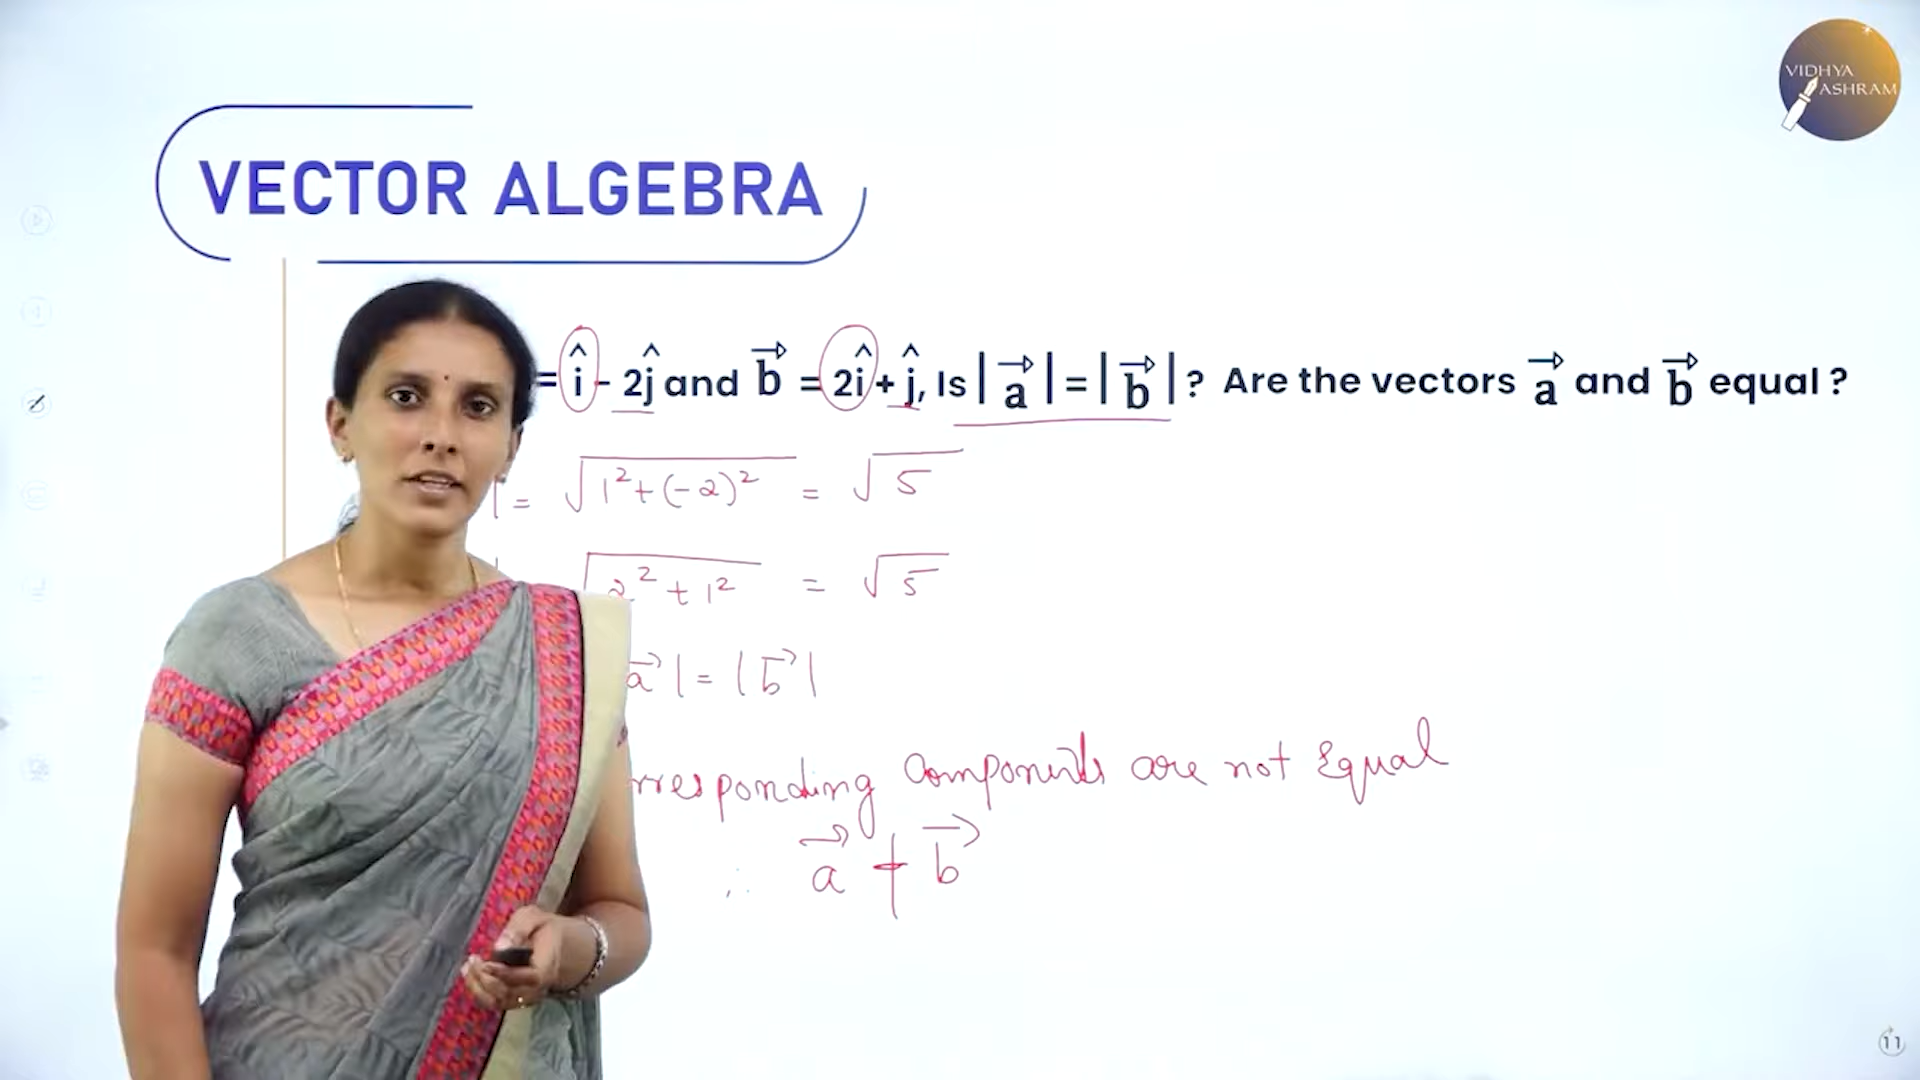 VIDHYA
ASHRAM
VECTOR ALGEBRA
= î - 2ĵ and b⃗ = 2î + ĵ, Is | a⃗ | = | b⃗ | ? Are the vectors a⃗ and b⃗ equal ?
| = √1² + (-2)² = √5
√2² + 1² = √5
a⃗ | = | b⃗ |
rresponding Components are not Equal
∴ a⃗ ≠ b⃗
11